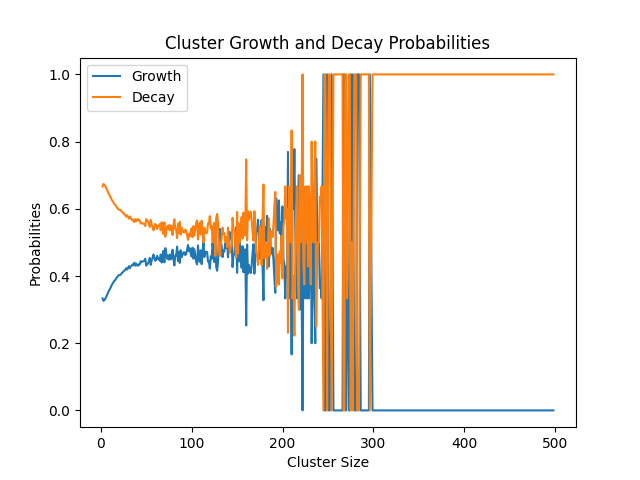 Cluster Growth and Decay Probabilities
Growth
Decay
1.0
0.8
0.6
0.4
0.2
0.0
Probabilities
0
100
200
300
400
500
Cluster Size